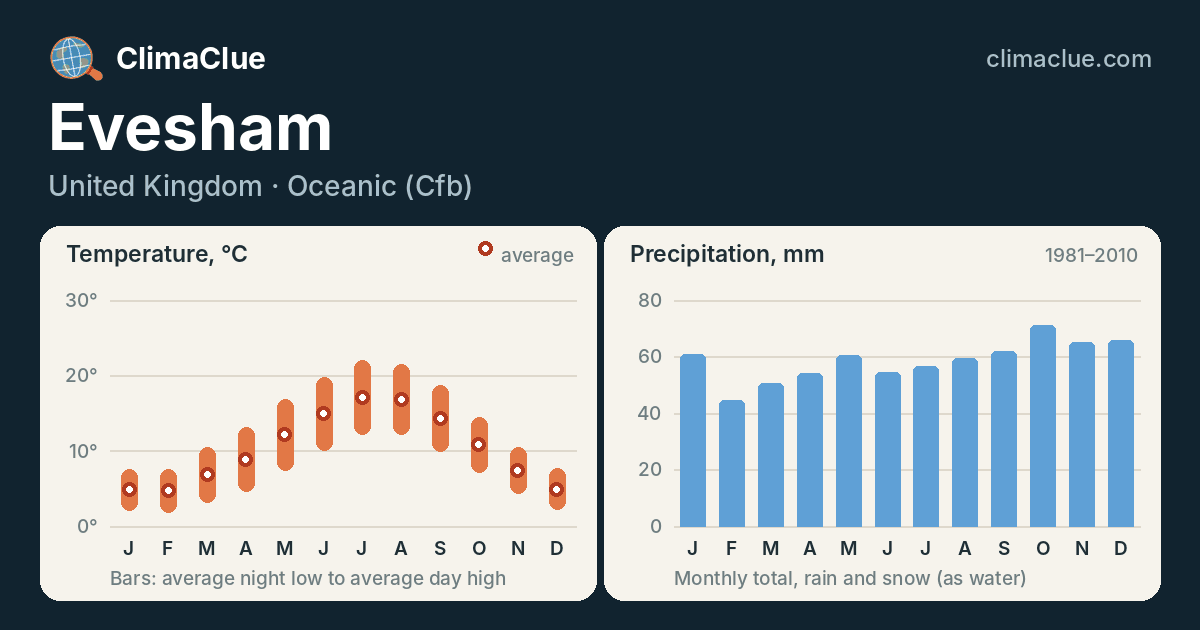 ClimaClue
climaclue.com
Evesham
United Kingdom · Oceanic (Cfb)
Temperature, °C
average
30°
20°
10°
0°
J F M A M J J A S O N D
Bars: average night low to average day high
Precipitation, mm
1981–2010
80
60
40
20
0
J F M A M J J A S O N D
Monthly total, rain and snow (as water)